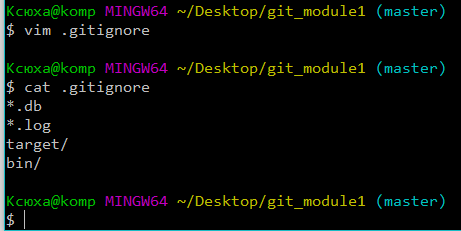 Ксюха@komp MINGW64 ~/Desktop/git_module1 (master)
$ vim .gitignore
Ксюха@komp MINGW64 ~/Desktop/git_module1 (master)
$ cat .gitignore
*.db
*.log
target/
bin/
Ксюха@komp MINGW64 ~/Desktop/git_module1 (master)
$